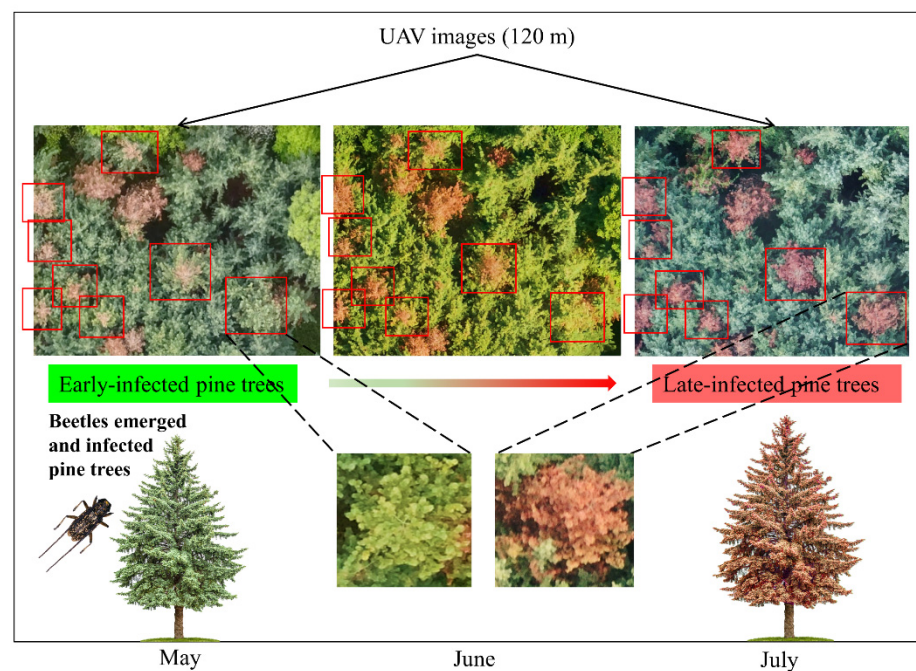 UAV images (120 m)
Early-infected pine trees
Late-infected pine trees
Beetles emerged
and infected
pine trees
May
June
July